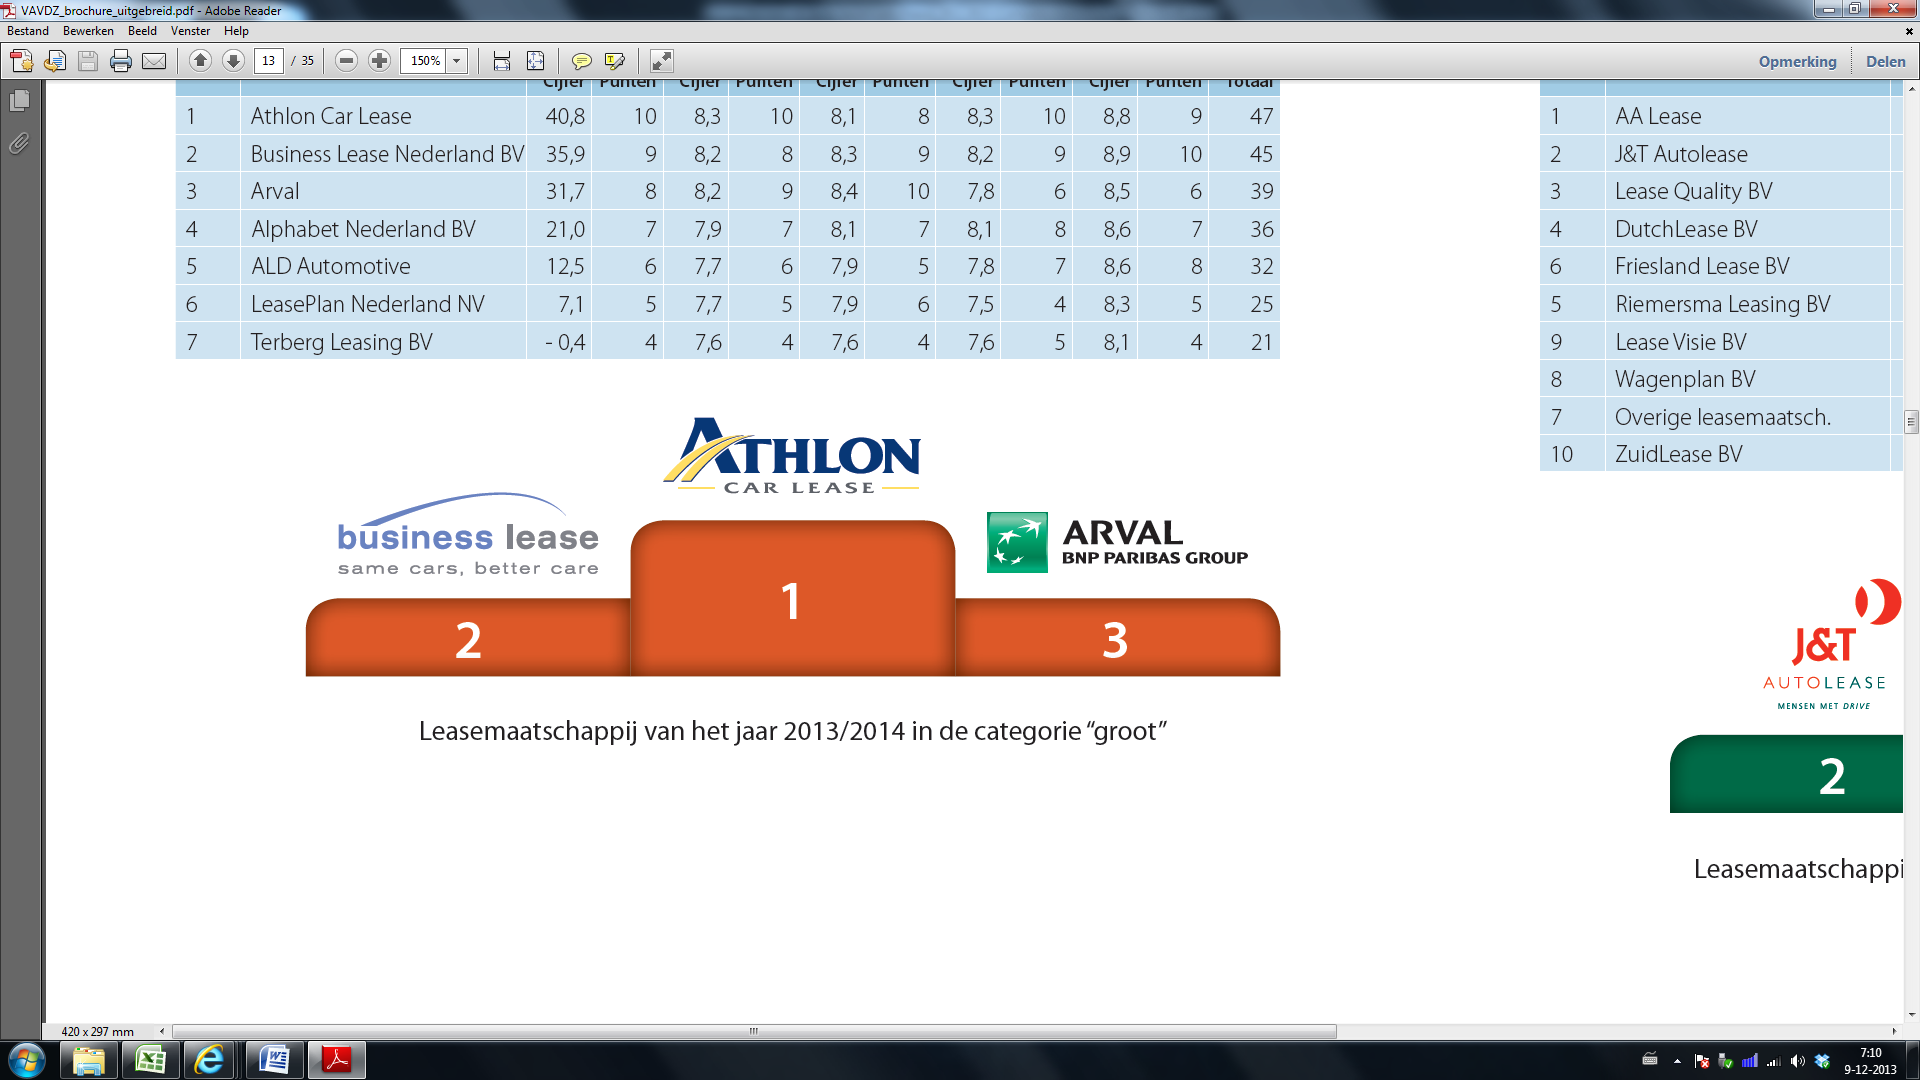 VAVDZ_brochure_uitgebreid.pdf - Adobe Reader
Bestand Bewerken Beeld Venster Help
13 / 35 150% Opmerking Delen
Cijfer Punten Cijfer Punten Cijfer Punten Cijfer Punten Cijfer Punten Totaal
1 Athlon Car Lease 40,8 10 8,3 10 8,1 8 8,3 10 8,8 9 47
2 Business Lease Nederland BV 35,9 9 8,2 8 8,3 9 8,2 9 8,9 10 45
3 Arval 31,7 8 8,2 9 8,4 10 7,8 6 8,5 6 39
4 Alphabet Nederland BV 21,0 7 7,9 7 8,1 7 8,1 8 8,6 7 36
5 ALD Automotive 12,5 6 7,7 6 7,9 5 7,8 7 8,6 8 32
6 LeasePlan Nederland NV 7,1 5 7,7 5 7,9 6 7,5 4 8,3 5 25
7 Terberg Leasing BV - 0,4 4 7,6 4 7,6 4 7,6 5 8,1 4 21
ATHLON
CAR LEASE
business lease
same cars, better care
ARVAL
BNP PARIBAS GROUP
1
2
3
Leasemaatschappij van het jaar 2013/2014 in de categorie “groot”
1 AA Lease
2 J&T Autolease
3 Lease Quality BV
4 DutchLease BV
6 Friesland Lease BV
5 Riemersma Leasing BV
9 Lease Visie BV
8 Wagenplan BV
7 Overige leasemaatsch.
10 ZuidLease BV
J&T
AUTOLEASE
MENSEN MET DRIVE
2
Leasemaatschappi
420 x 297 mm
7:10
9-12-2013